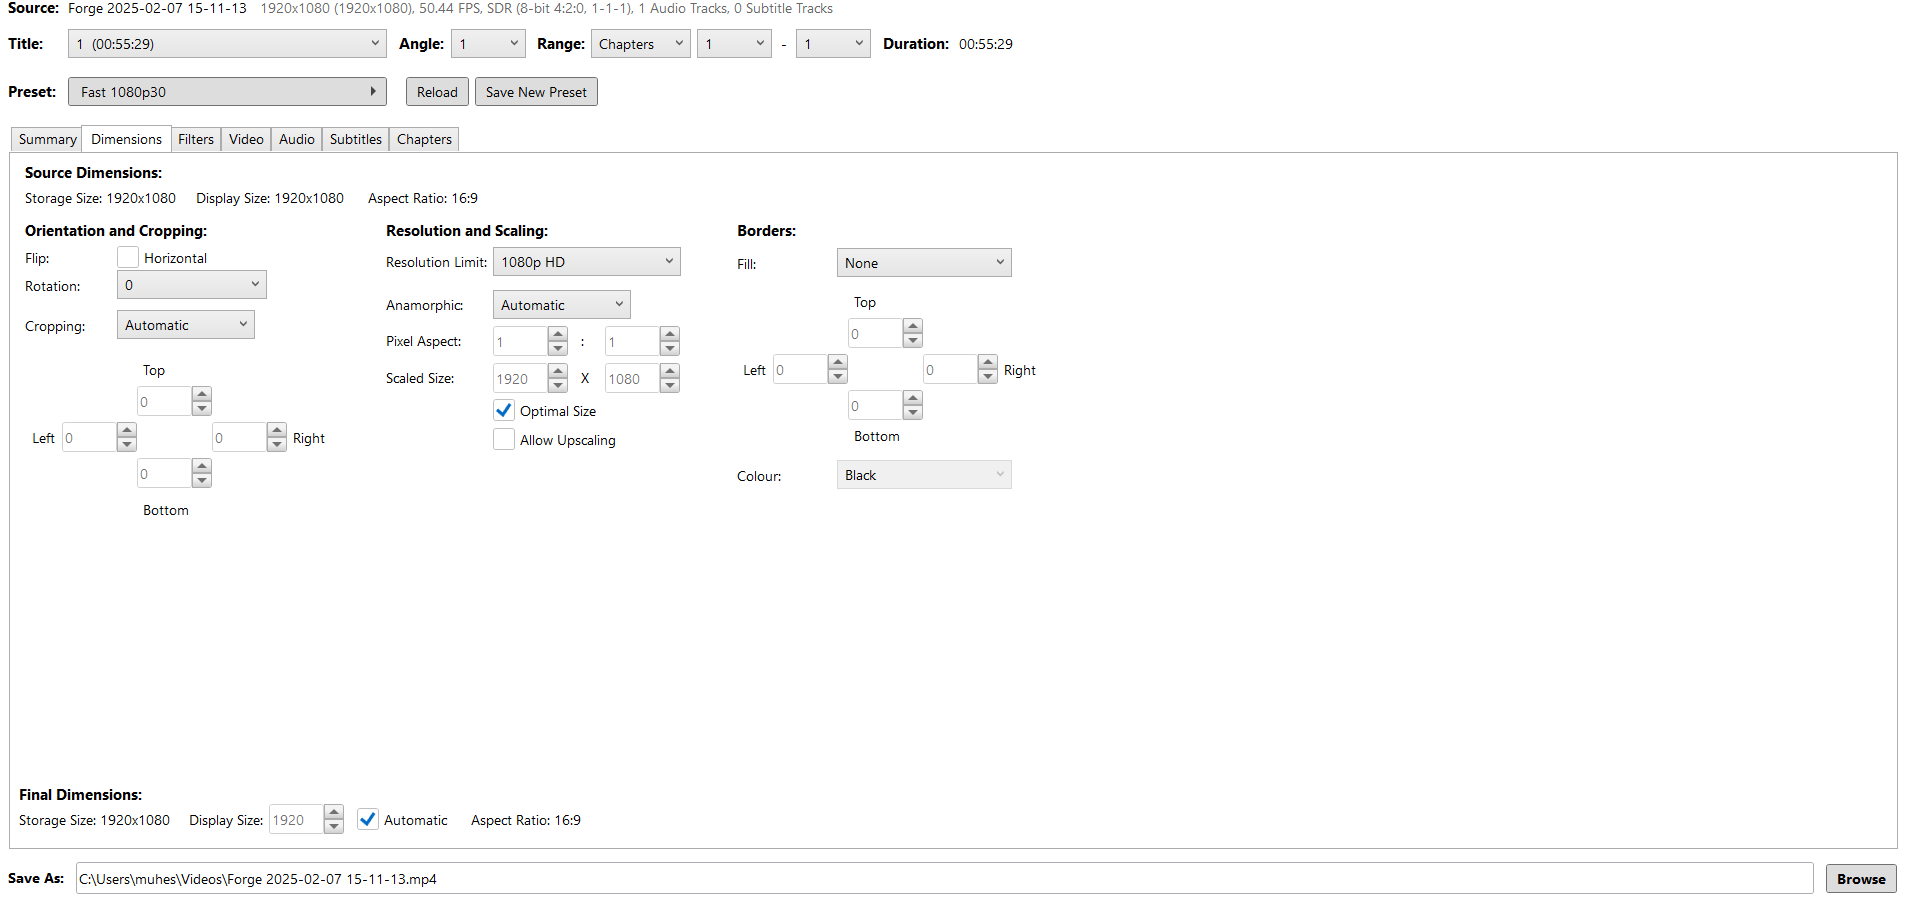 Source: Forge 2025-02-07 15-11-13 1920x1080 (1920x1080), 50.44 FPS, SDR (8-bit 4:2:0, 1-1-1), 1 Audio Tracks, 0 Subtitle Tracks
Title: 1 (00:55:29) Angle: 1 Range: Chapters 1 - 1 Duration: 00:55:29
Preset: Fast 1080p30 Reload Save New Preset
Summary Dimensions Filters Video Audio Subtitles Chapters
Source Dimensions:
Storage Size: 1920x1080 Display Size: 1920x1080 Aspect Ratio: 16:9
Orientation and Cropping:
Flip: Horizontal
Rotation: 0
Cropping: Automatic
Top
0
Left 0 0 Right
0
Bottom
Resolution and Scaling:
Resolution Limit: 1080p HD
Anamorphic: Automatic
Pixel Aspect: 1 : 1
Scaled Size: 1920 X 1080
Optimal Size
Allow Upscaling
Borders:
Fill: None
Top
0
Left 0 0 Right
0
Bottom
Colour: Black
Final Dimensions:
Storage Size: 1920x1080 Display Size: 1920 Automatic Aspect Ratio: 16:9
Save As: C:\Users\muhes\Videos\Forge 2025-02-07 15-11-13.mp4 Browse